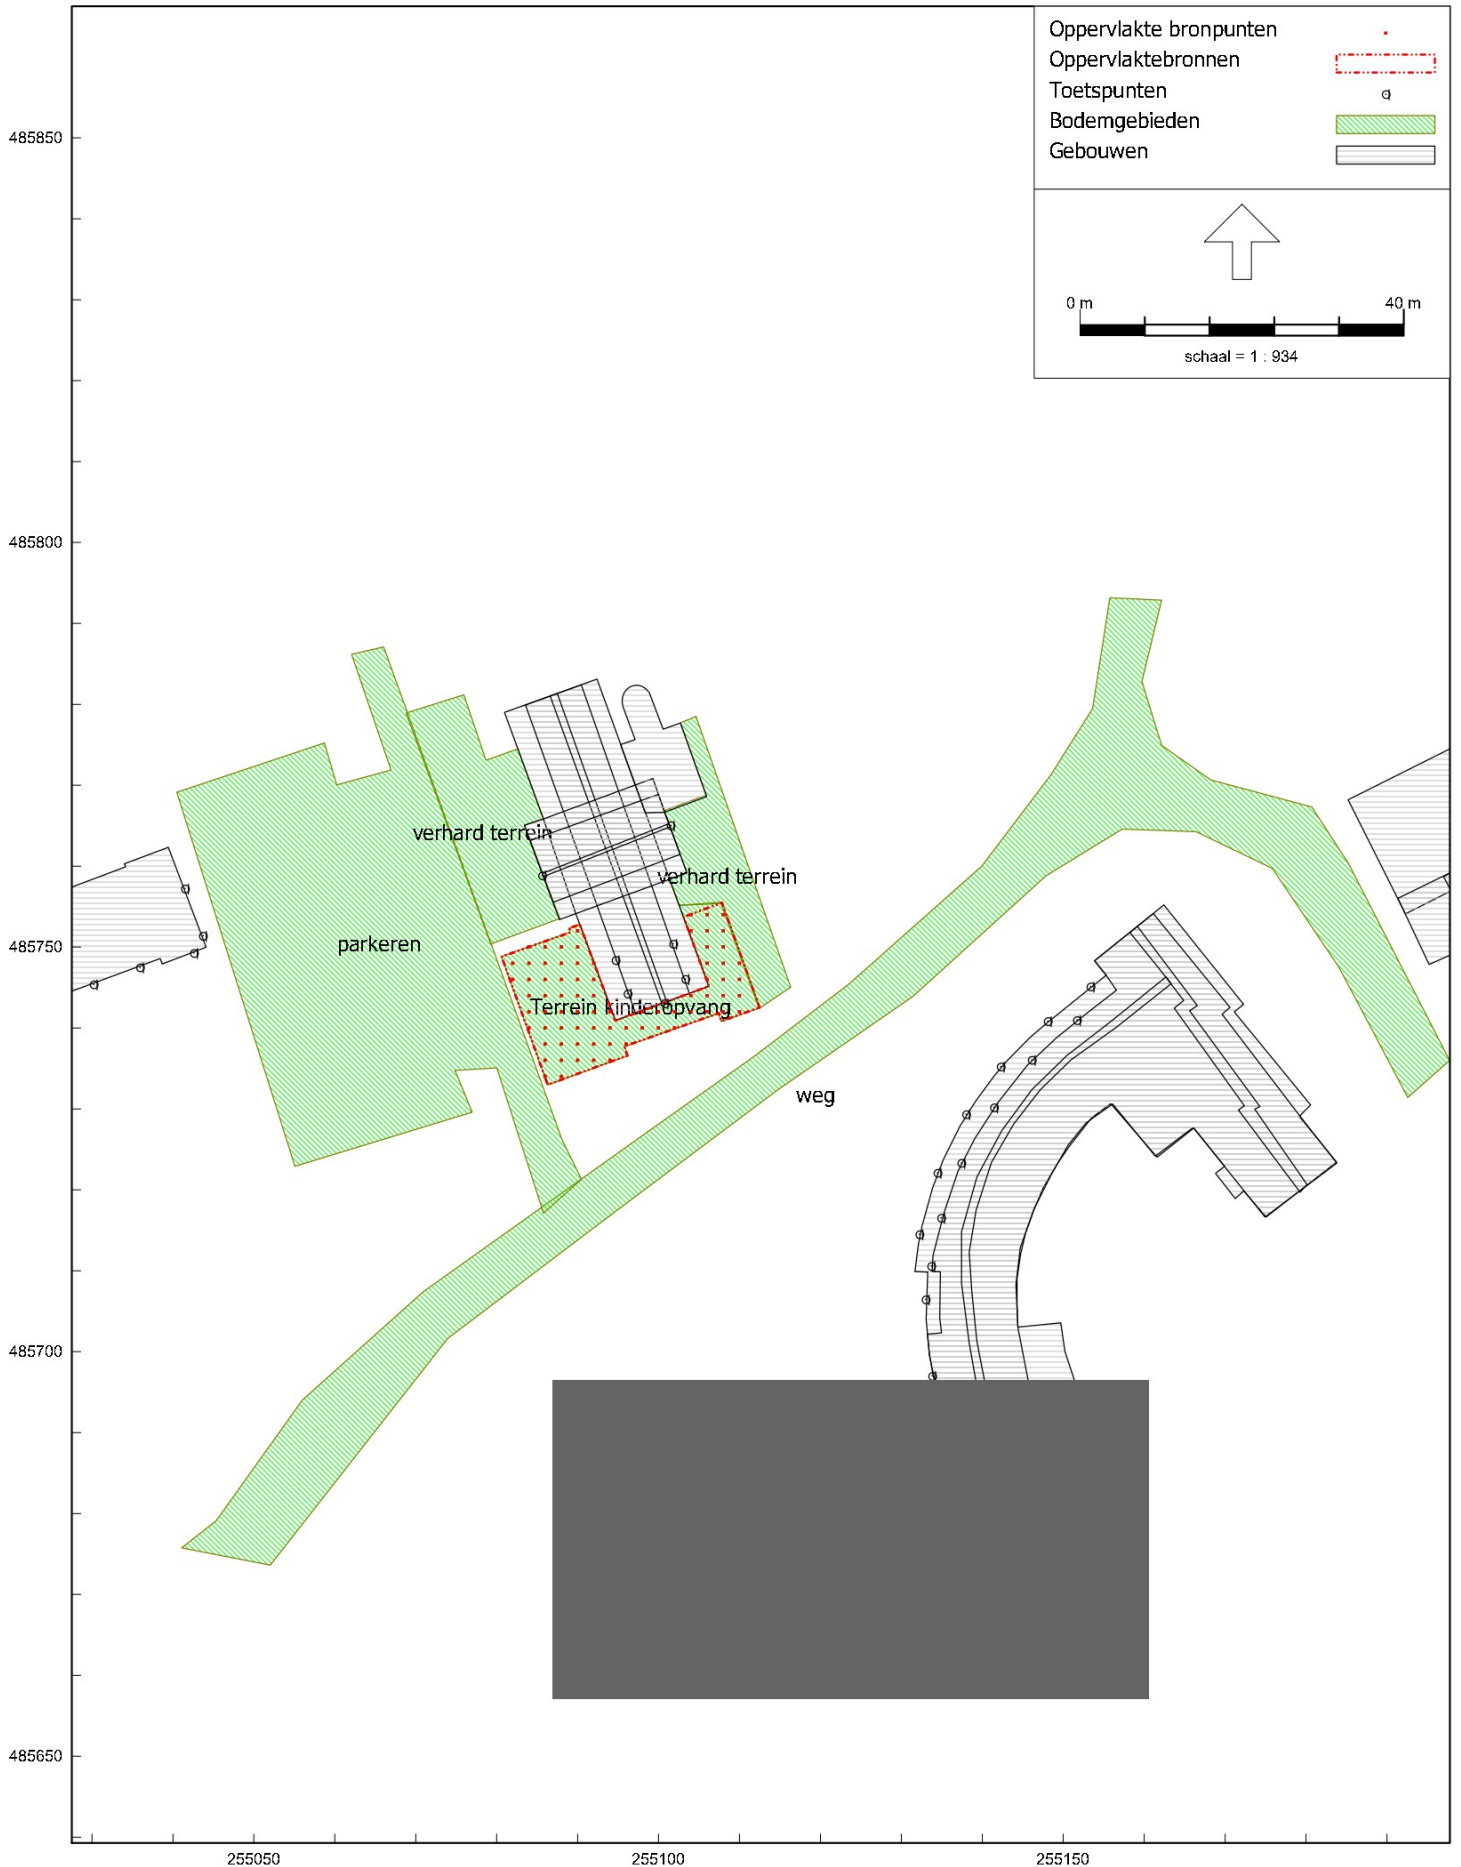 Oppervlakte bronpunten
Oppervlaktebronnen
Toetspunten
Bodemgebieden
Gebouwen
0 m 40 m
schaal = 1 : 934
485850
485800
verhard terrein
verhard terrein
485750
parkeren
Terrein kinderopvang
weg
485700
485650
255050 255100 255150